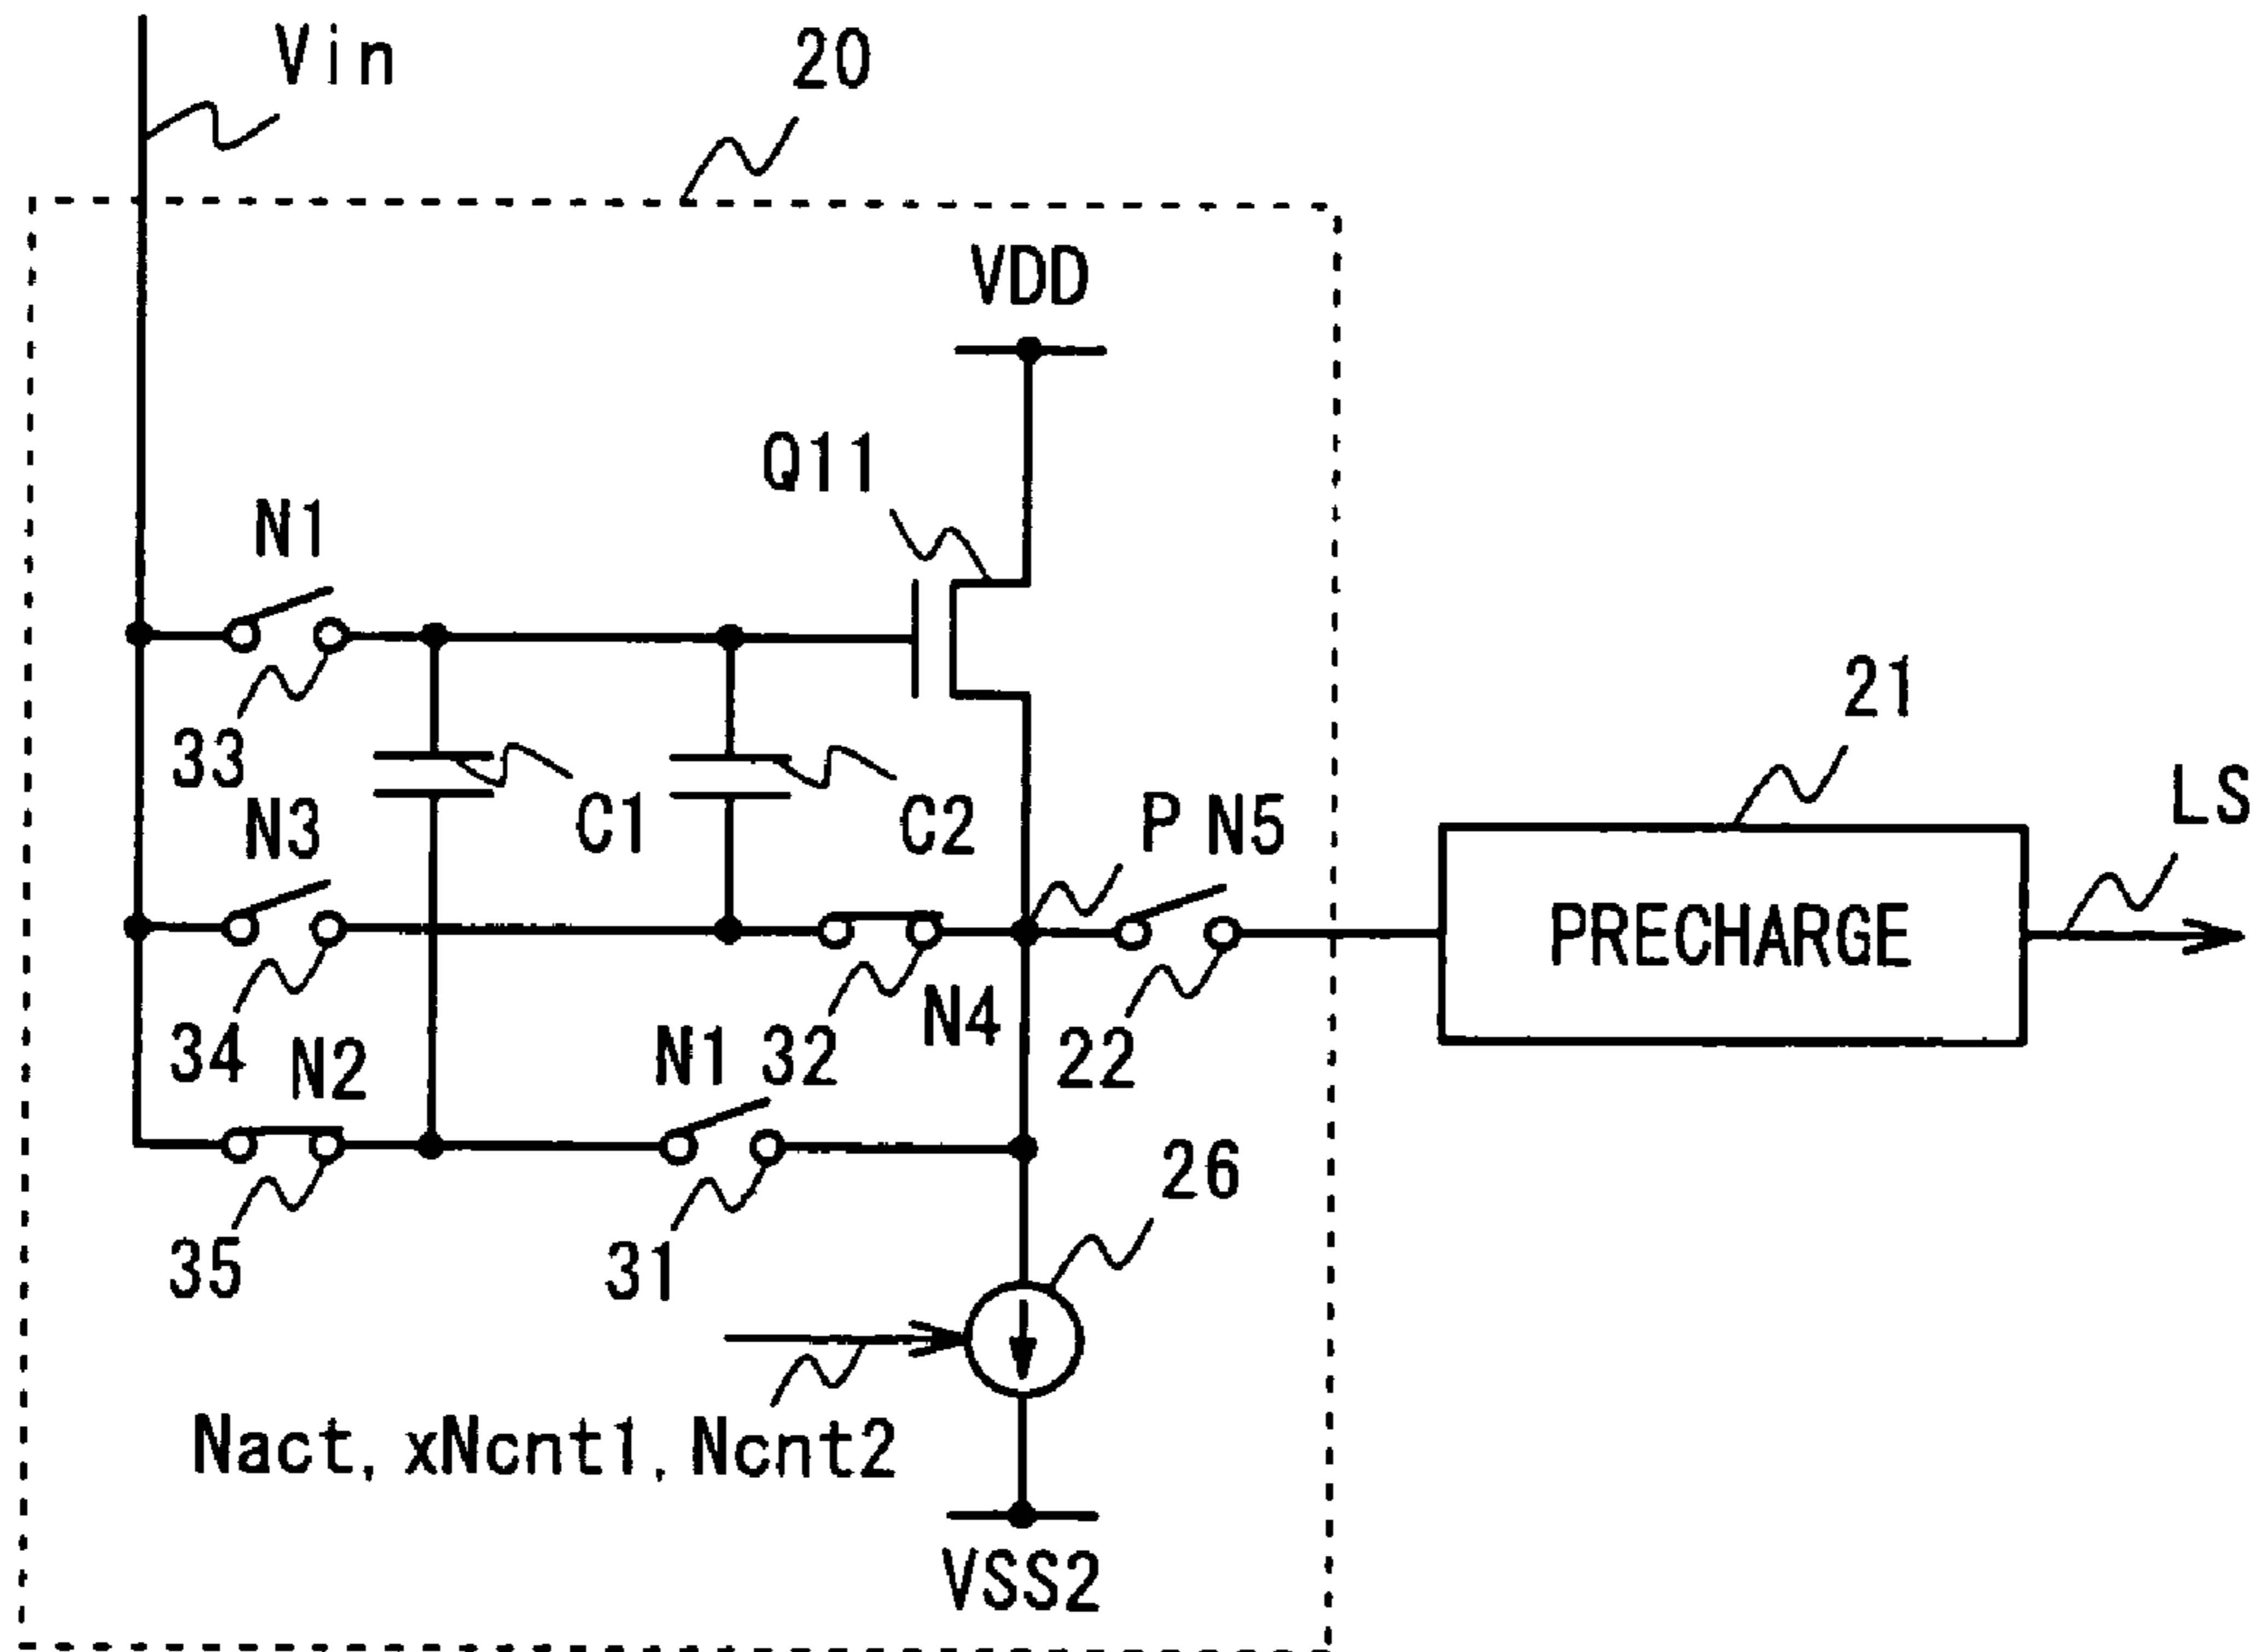 Vin
20
VDD
Q11
N1
33
21
LS
C1
C2
P
N5
N3
PRECHARGE
34
N2
N1
32
N4
22
35
31
26
Nact, xNcnt1, Ncnt2
VSS2